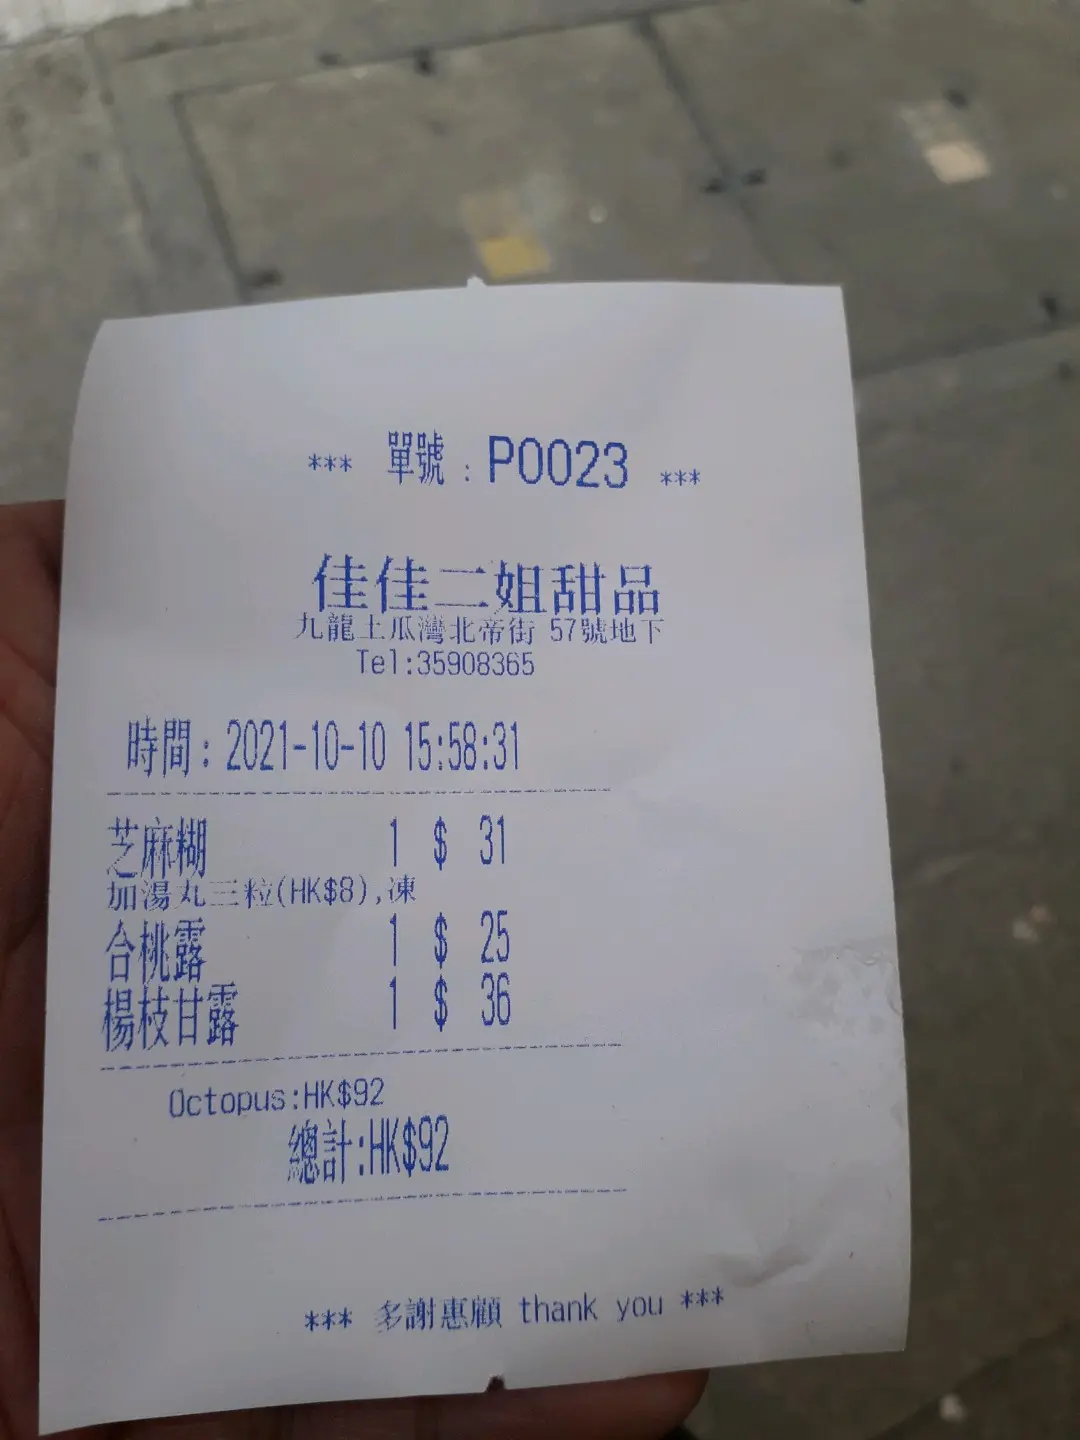 *** 單號：P0023 ***
佳佳二姐甜品
九龍土瓜灣北帝街 57號地下
Tel:35908365
時間：2021-10-10 15:58:31
芝麻糊 1 $ 31
加湯丸三粒(HK$8),凍
合桃露 1 $ 25
楊枝甘露 1 $ 36
Octopus:HK$92
總計:HK$92
*** 多謝惠顧 thank you ***